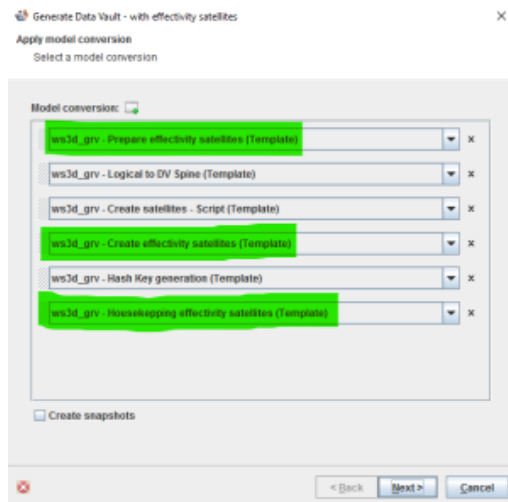 Generate Data Vault - with effectivity satellites
Apply model conversion
Select a model conversion
Model conversion:
ws3d_grv - Prepare effectivity satellites (Template)
ws3d_grv - Logical to DV Spine (Template)
ws3d_grv - Create satellites - Script (Template)
ws3d_grv - Create effectivity satellites (Template)
ws3d_grv - Hash Key generation (Template)
ws3d_grv - Housekepping effectivity satellites (Template)
Create snapshots
< Back Next > Cancel